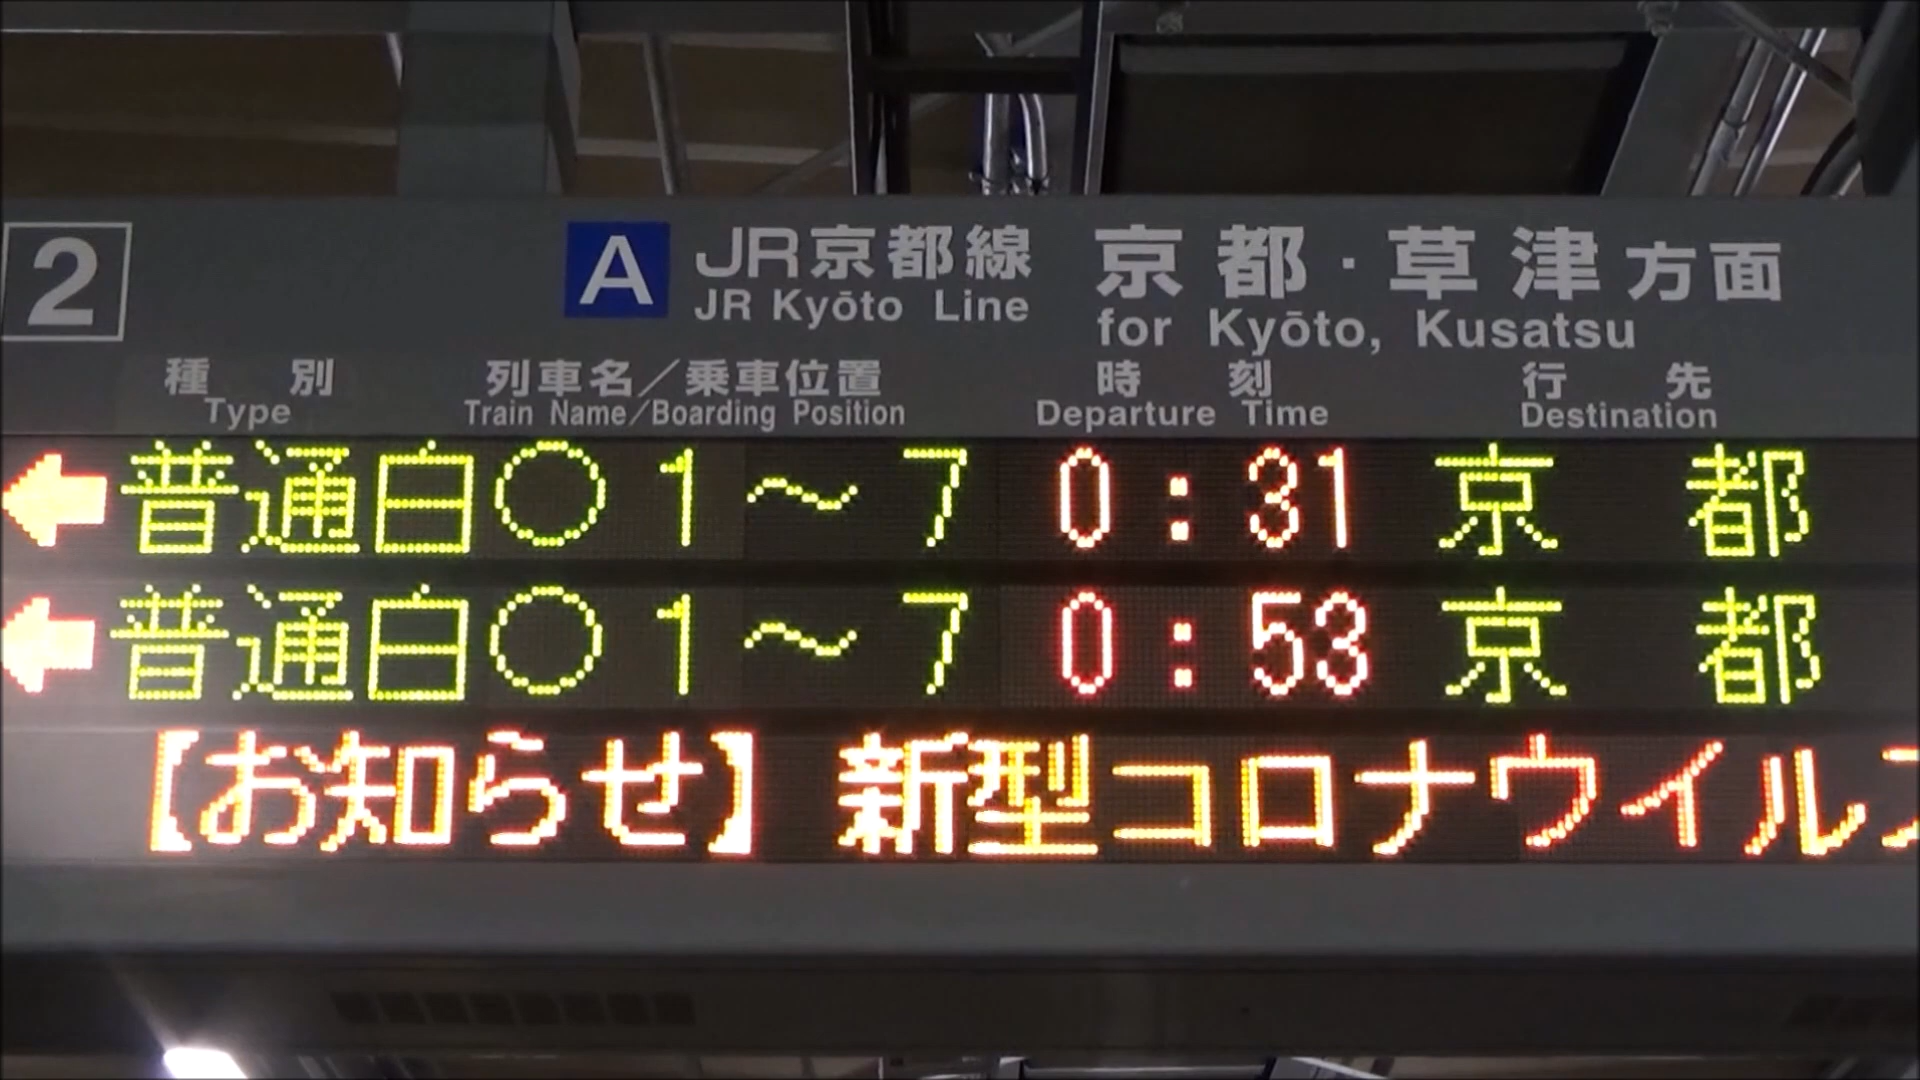 2 A JR京都線 京都・草津方面
JR Kyōto Line for Kyōto, Kusatsu
種別 列車名/乗車位置 時刻 行先
Type Train Name/Boarding Position Departure Time Destination
普通白○1~7 0:31 京都
普通白○1~7 0:53 京都
【お知らせ】 新型コロナウイル